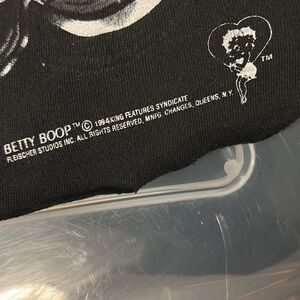 BETTY BOOP™ © 1994 KING FEATURES SYNDICATE
FLEISCHER STUDIOS INC. ALL RIGHTS RESERVED, MNFG. CHANGES, QUEENS, N.Y.
TM